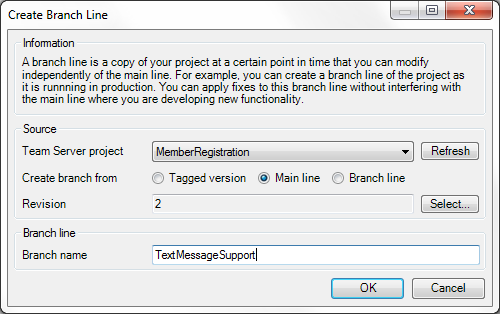 Create Branch Line
Information
A branch line is a copy of your project at a certain point in time that you can modify
independently of the main line. For example, you can create a branch line of the project as
it is runnning in production. You can apply fixes to this branch line without interfering with
the main line where you are developing new functionality.
Source
Team Server project MemberRegistration Refresh
Create branch from Tagged version Main line Branch line
Revision 2 Select...
Branch line
Branch name TextMessageSupport
OK Cancel